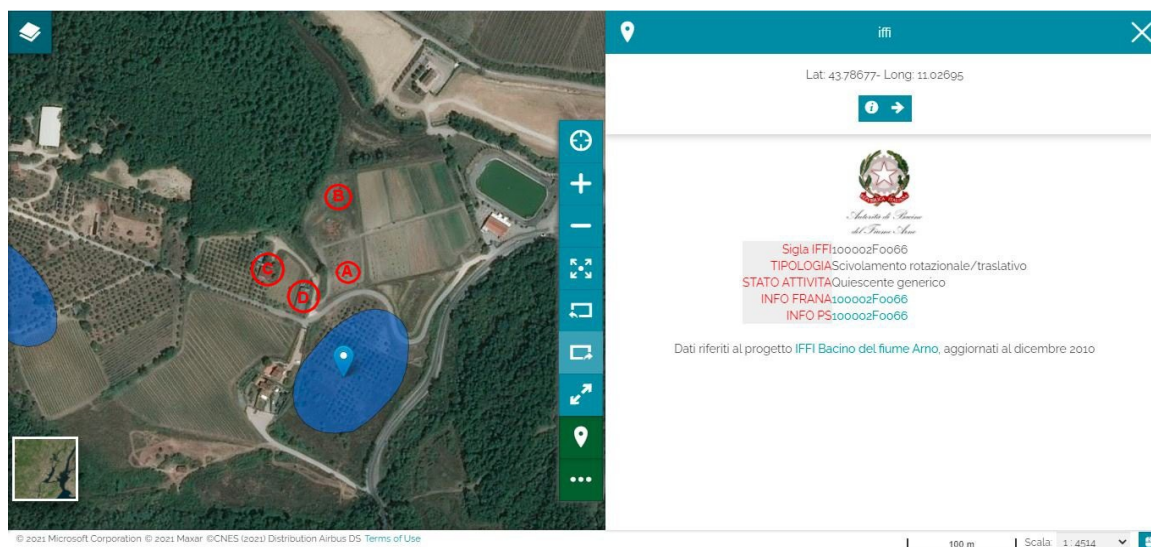 iffi
Lat: 43.78677- Long: 11.02695
B
C
A
D
Autorità di Bacino
del Fiume Arno
Sigla IFFI100002F0066
TIPOLOGIAScivolamento rotazionale/traslativo
STATO ATTIVITAQuiescente generico
INFO FRANA100002F0066
INFO PS100002F0066
Dati riferiti al progetto IFFI Bacino del fiume Arno, aggiornati al dicembre 2010
© 2021 Microsoft Corporation © 2021 Maxar ©CNES (2021) Distribution Airbus DS Terms of Use
100 m
Scala: 1 : 4514